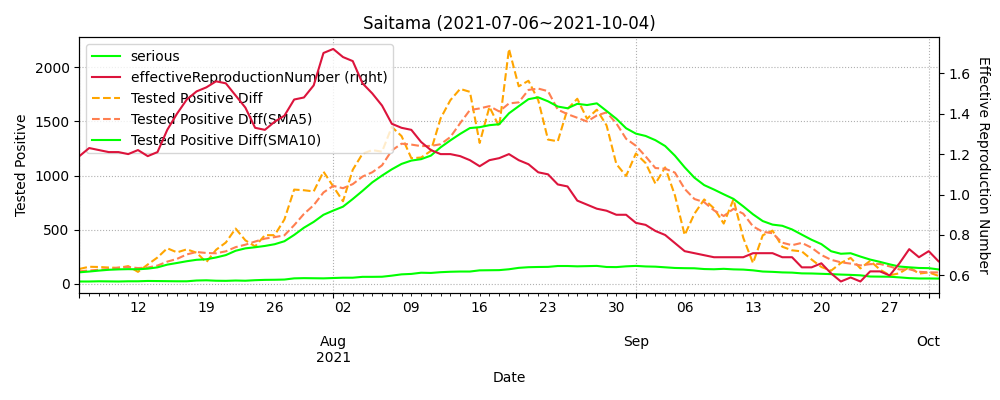 Saitama (2021-07-06~2021-10-04)
serious
effectiveReproductionNumber (right)
Tested Positive Diff
Tested Positive Diff(SMA5)
Tested Positive Diff(SMA10)
2000
1500
1000
500
0
Tested Positive
1.6
1.4
1.2
1.0
0.8
0.6
Effective Reproduction Number
12 19 26 02 09 16 23 30 06 13 20 27
Aug Sep Oct
2021
Date